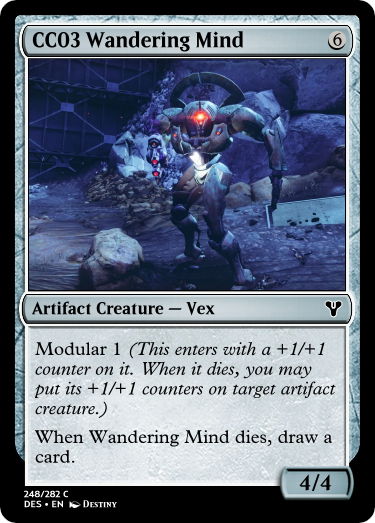 CC03 Wandering Mind 6
Artifact Creature — Vex
Modular 1 (This enters with a +1/+1
counter on it. When it dies, you may
put its +1/+1 counters on target artifact
creature.)
When Wandering Mind dies, draw a
card.
4/4
248/282 C
DES • EN Destiny